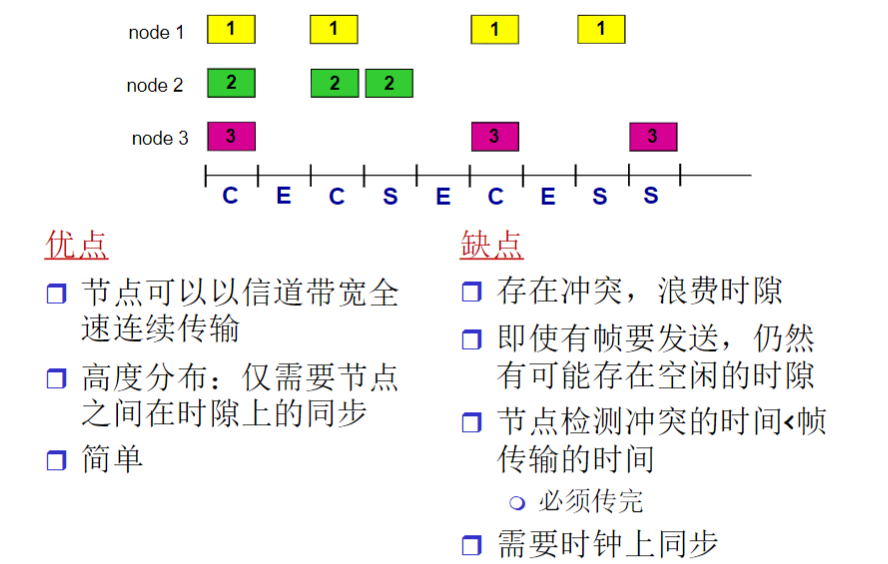 node 1 1 1 1 1
node 2 2 2 2
node 3 3 3 3
C E C S E C E S S
优点
节点可以以信道带宽全
速连续传输
高度分布：仅需要节点
之间在时隙上的同步
简单
缺点
存在冲突，浪费时隙
即使有帧要发送，仍然
有可能存在空闲的时隙
节点检测冲突的时间<帧
传输的时间
必须传完
需要时钟上同步